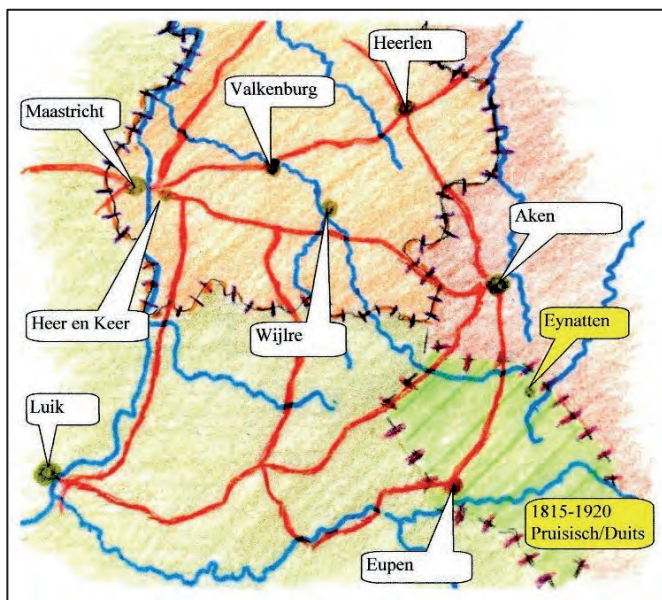 Heerlen
Valkenburg
Maastricht
Aken
Eynatten
Heer en Keer
Wijlre
Luik
1815-1920
Pruisisch/Duits
Eupen